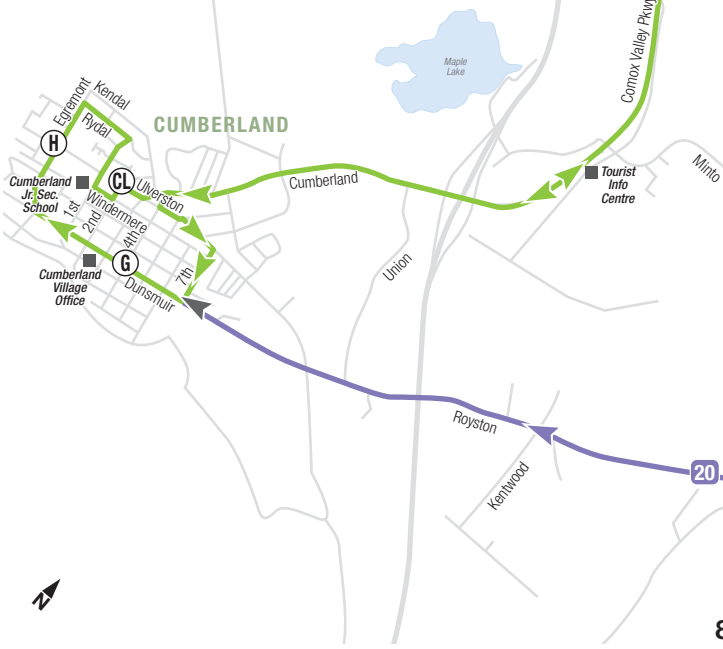 Comox Valley Pkwy
Maple
Lake
Egremont
Kendal
Rydal
CUMBERLAND
H
CL
Cumberland
Jr. Sec.
School
Ulverston
Windermere
Cumberland
Tourist
Info
Centre
Minto
1st
2nd
4th
7th
G
Cumberland
Village
Office
Dunsmuir
Union
Royston
20
Kentwood
N